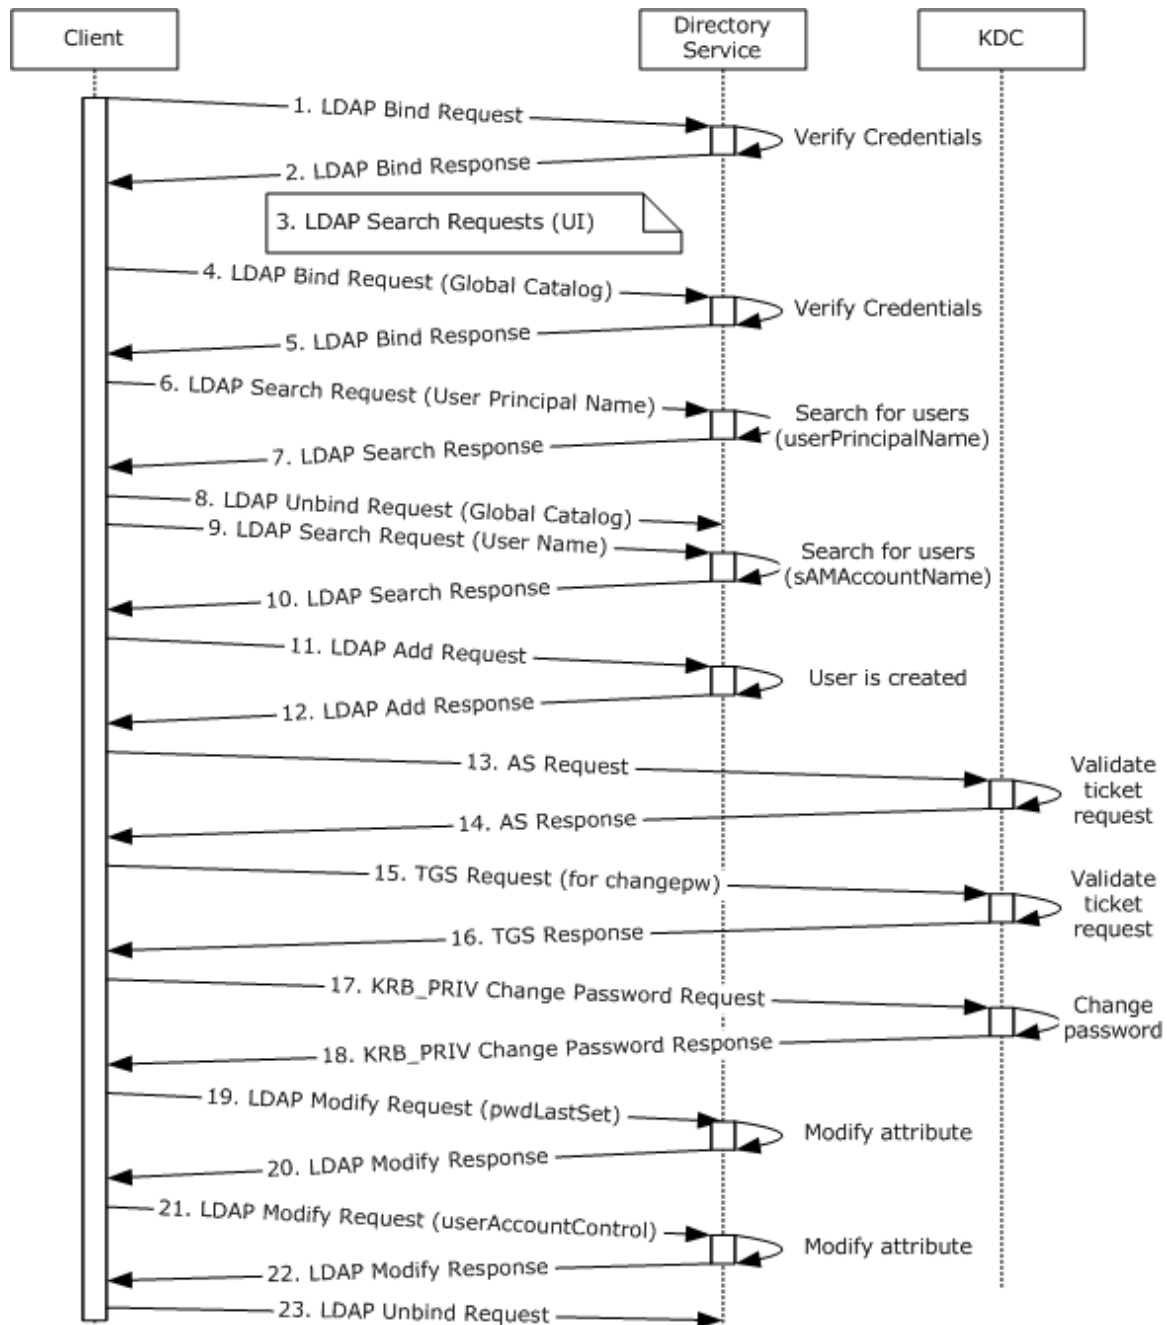 Client
Directory
Service
KDC
1. LDAP Bind Request
Verify Credentials
2. LDAP Bind Response
3. LDAP Search Requests (UI)
4. LDAP Bind Request (Global Catalog)
Verify Credentials
5. LDAP Bind Response
6. LDAP Search Request (User Principal Name)
Search for users
(userPrincipalName)
7. LDAP Search Response
8. LDAP Unbind Request (Global Catalog)
9. LDAP Search Request (User Name)
Search for users
(sAMAccountName)
10. LDAP Search Response
11. LDAP Add Request
User is created
12. LDAP Add Response
13. AS Request
Validate
ticket
request
14. AS Response
15. TGS Request (for changepw)
Validate
ticket
request
16. TGS Response
17. KRB_PRIV Change Password Request
Change
password
18. KRB_PRIV Change Password Response
19. LDAP Modify Request (pwdLastSet)
Modify attribute
20. LDAP Modify Response
21. LDAP Modify Request (userAccountControl)
Modify attribute
22. LDAP Modify Response
23. LDAP Unbind Request